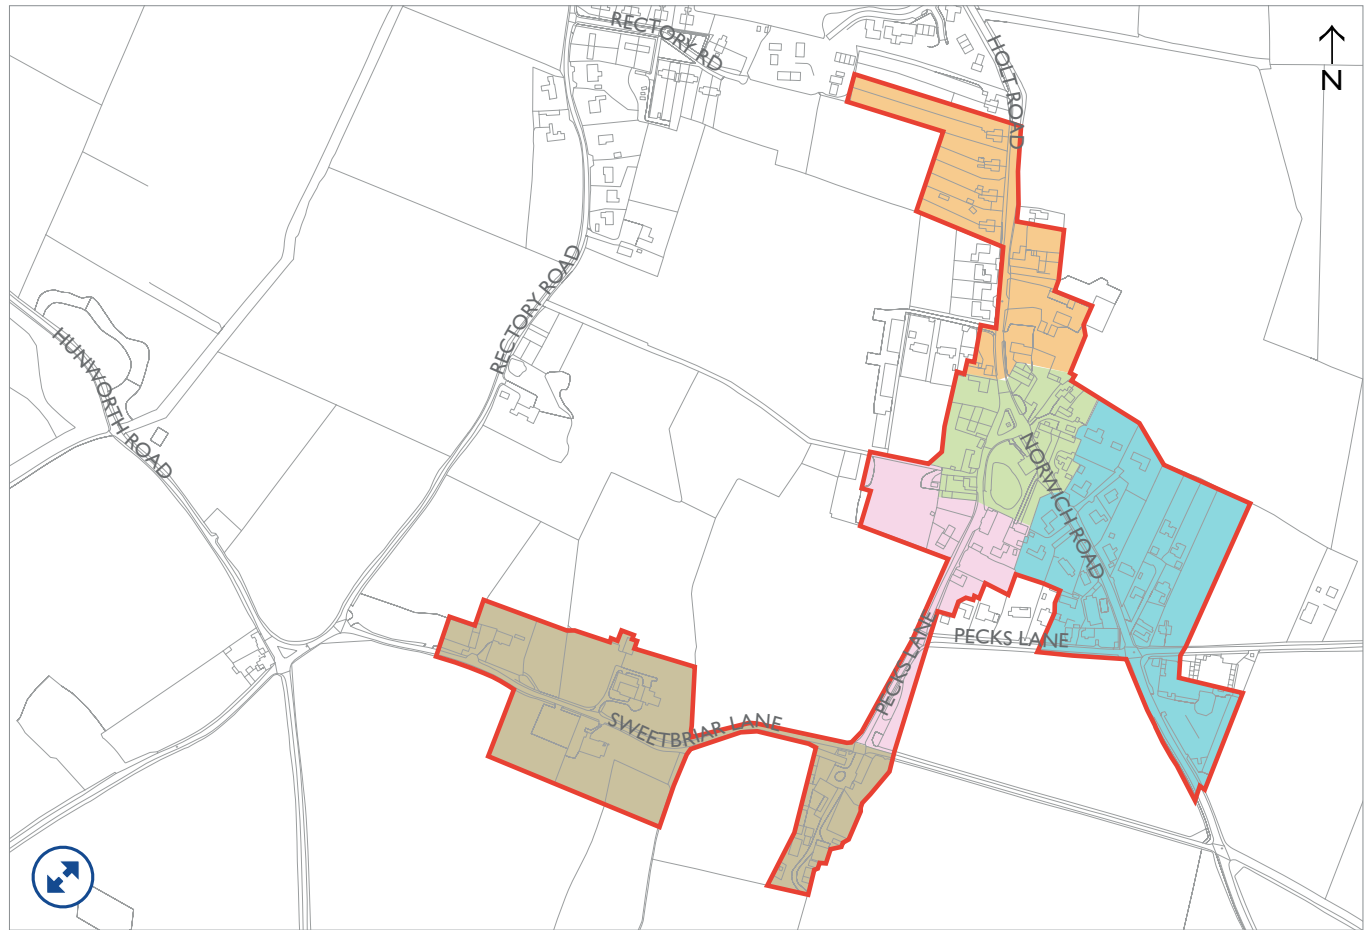 RECTORY RD
HOLT ROAD
N
RECTORY ROAD
HUNWORTH ROAD
NORWICH ROAD
PECKS LANE
PECKS LANE
SWEETBRIAR LANE